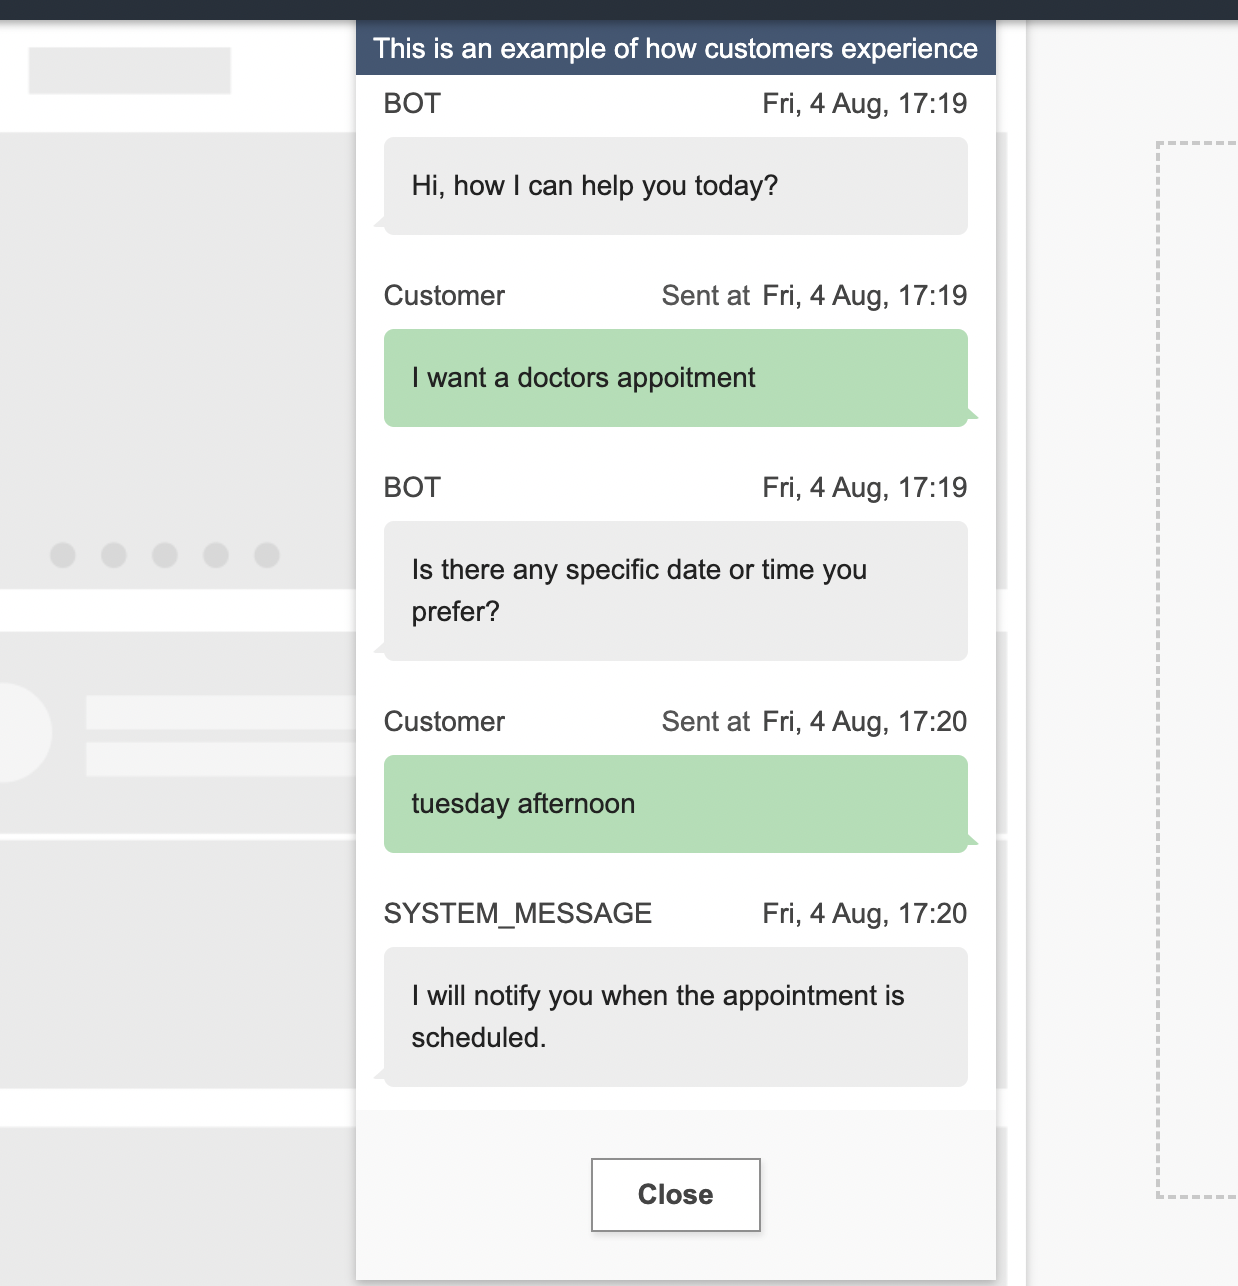 This is an example of how customers experience
BOT Fri, 4 Aug, 17:19
Hi, how I can help you today?
Customer Sent at Fri, 4 Aug, 17:19
I want a doctors appoitment
BOT Fri, 4 Aug, 17:19
Is there any specific date or time you
prefer?
Customer Sent at Fri, 4 Aug, 17:20
tuesday afternoon
SYSTEM_MESSAGE Fri, 4 Aug, 17:20
I will notify you when the appointment is
scheduled.
Close